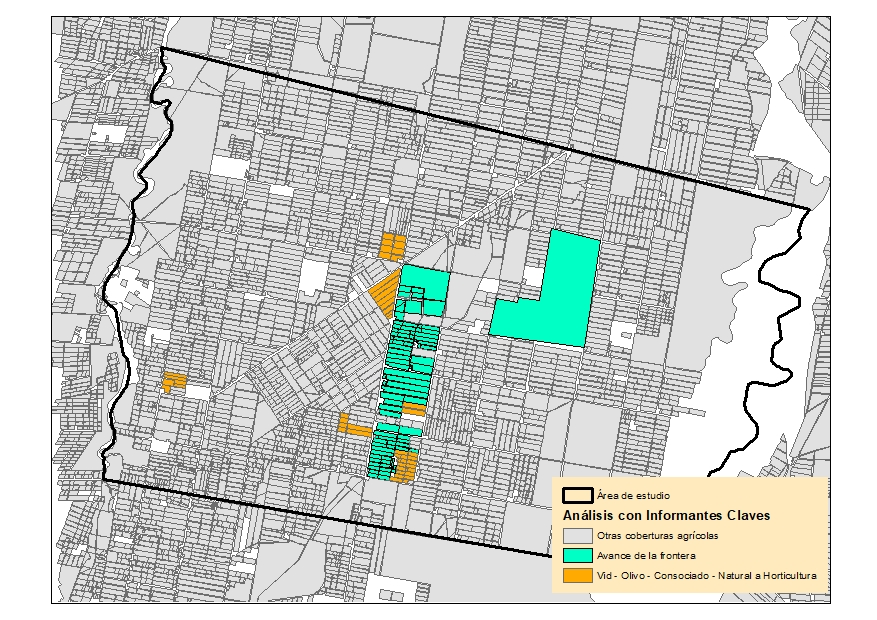 Área de estudio
Análisis con Informantes Claves
Otras coberturas agrícolas
Avance de la frontera
Vid - Olivo - Consociado - Natural a Horticultura